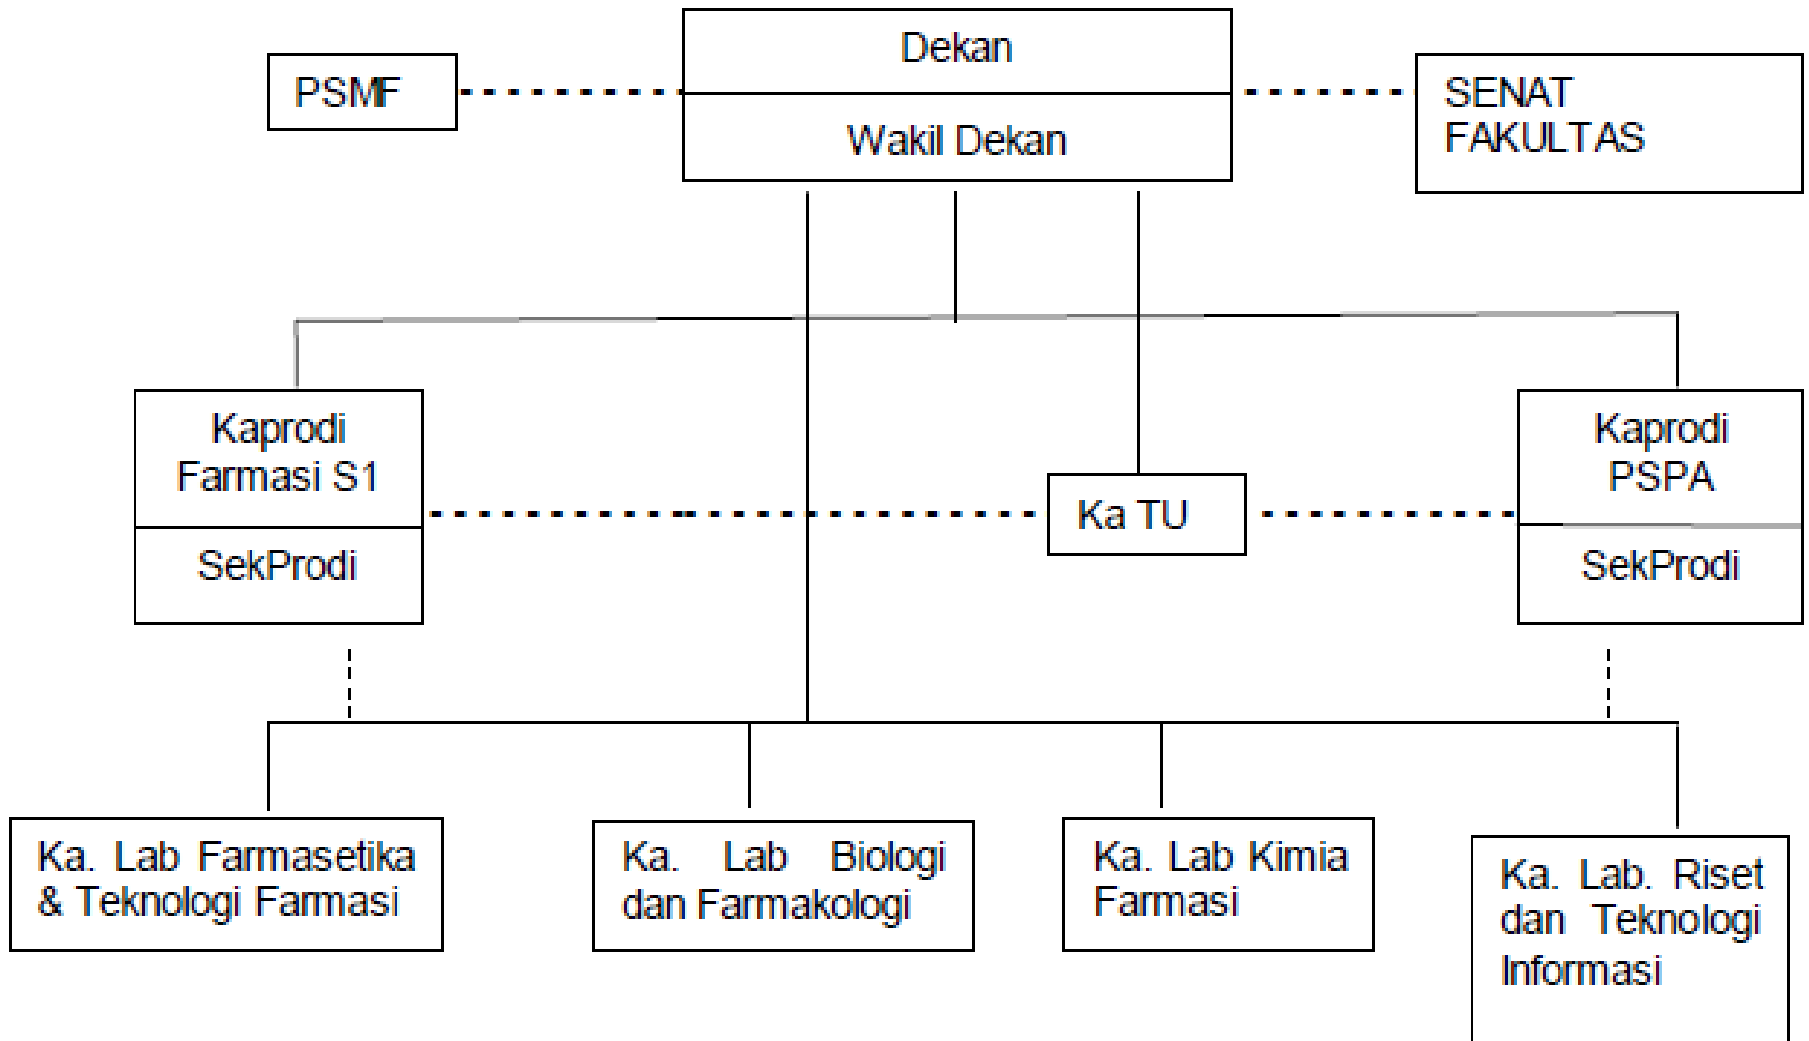 Dekan
PSMF
SENAT
FAKULTAS
Wakil Dekan
Kaprodi
Farmasi S1
SekProdi
Ka TU
Kaprodi
PSPA
SekProdi
Ka. Lab Farmasetika
& Teknologi Farmasi
Ka. Lab Biologi
dan Farmakologi
Ka. Lab Kimia
Farmasi
Ka. Lab. Riset
dan Teknologi
Informasi